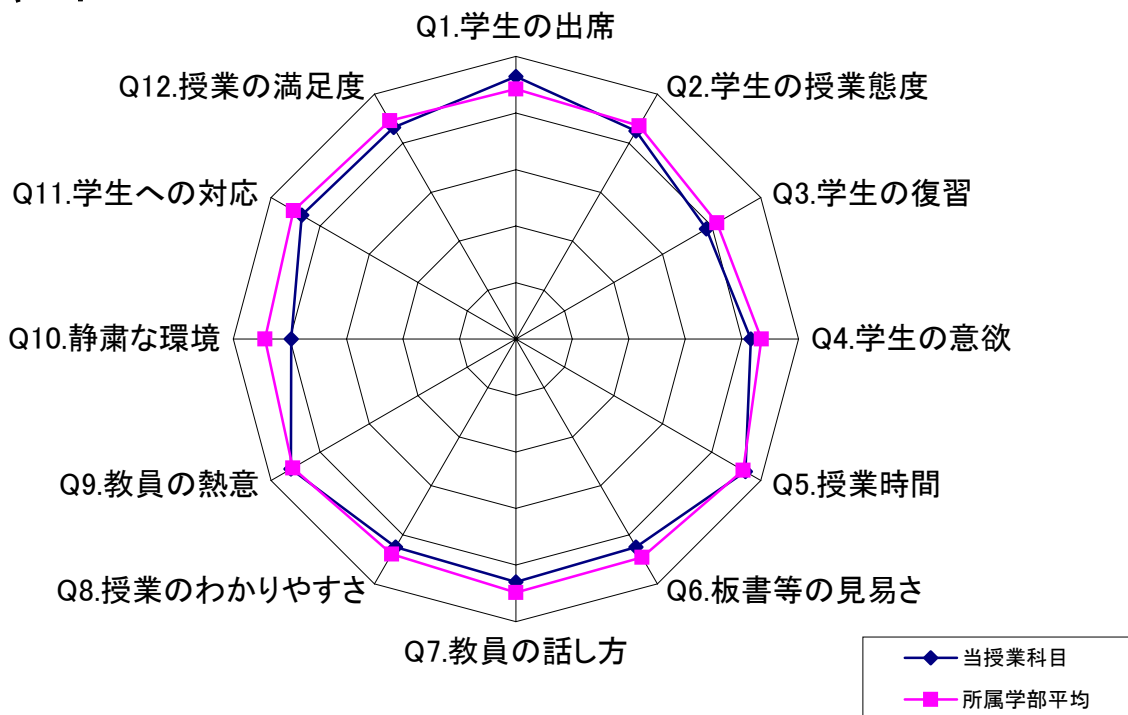 Q1.学生の出席
Q2.学生の授業態度
Q3.学生の復習
Q4.学生の意欲
Q5.授業時間
Q6.板書等の見易さ
Q7.教員の話し方
Q8.授業のわかりやすさ
Q9.教員の熱意
Q10.静粛な環境
Q11.学生への対応
Q12.授業の満足度
当授業科目
所属学部平均